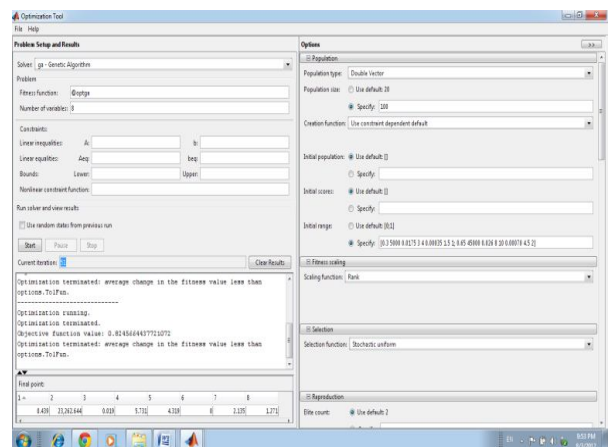 Optimization Tool
File Help
Problem Setup and Results
Solver: ga - Genetic Algorithm
Problem
Fitness function: @optga
Number of variables: 8
Constraints:
Linear inequalities: A: b:
Linear equalities: Aeq: beq:
Bounds: Lower: Upper:
Nonlinear constraint function:
Run solver and view results
Use random states from previous run
Start Pause Stop
Current iteration: Clear Results
Optimization terminated: average change in the fitness value less than
options.TolFun.
Optimization running.
Optimization terminated.
Objective function value:
Optimization terminated: average change in the fitness value less than
options.TolFun.
Final point:
1 2 3 4 5 6 7 8
8.439 23,262.644 0.019 5.731 4.319 0 2.135 1.271
Options >>
Population
Population type: Double Vector
Population size: Use default: 20
Specify: 100
Creation function: Use constraint dependent default
Initial population: Use default: []
Specify:
Initial scores: Use default: []
Specify:
Initial range: Use default: [0;1]
Specify: [0.3 5000 0.0175 3 4 0.00035 1.5 1; 0.65 45000 0.026 8 10 0.00078 4.5 2]
Fitness scaling
Scaling function: Rank
Selection
Selection function: Stochastic uniform
Reproduction
Elite count: Use default: 2
EN
9:53 PM